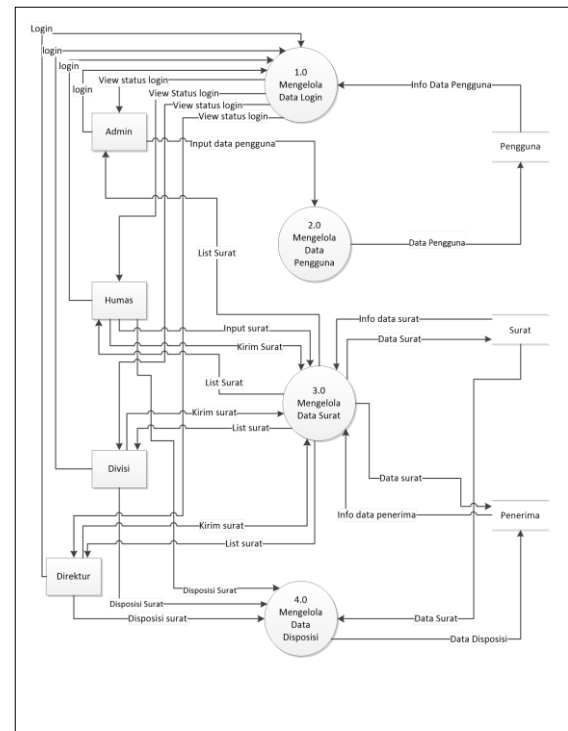 Login
login
login
login
View status login
View Status login
View status login
View status login
1.0
Mengelola
Data Login
Info Data Pengguna
Admin
Input data pengguna
Pengguna
2.0
Mengelola
Data
Pengguna
Data Pengguna
List Surat
Humas
Input surat
Kirim Surat
List Surat
Info data surat
Data Surat
Surat
3.0
Mengelola
Data Surat
Kirim surat
List surat
Divisi
Data surat
Info data penerima
Penerima
Kirim surat
List surat
Direktur
Disposisi Surat
Disposisi Surat
Disposisi surat
4.0
Mengelola
Data
Disposisi
Data Surat
Data Disposisi